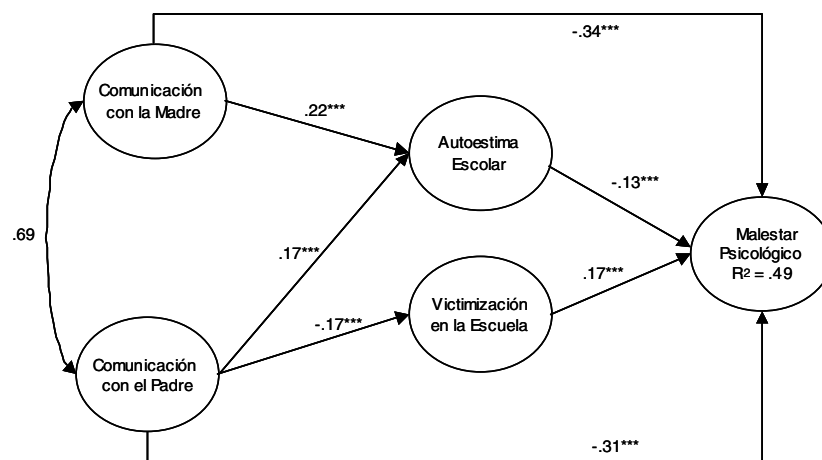 -.34***
Comunicación
con la Madre
.22***
Autoestima
Escolar
-.13***
.69
.17***
Malestar
Psicológico
R² = .49
.17***
Victimización
en la Escuela
-.17***
Comunicación
con el Padre
-.31***